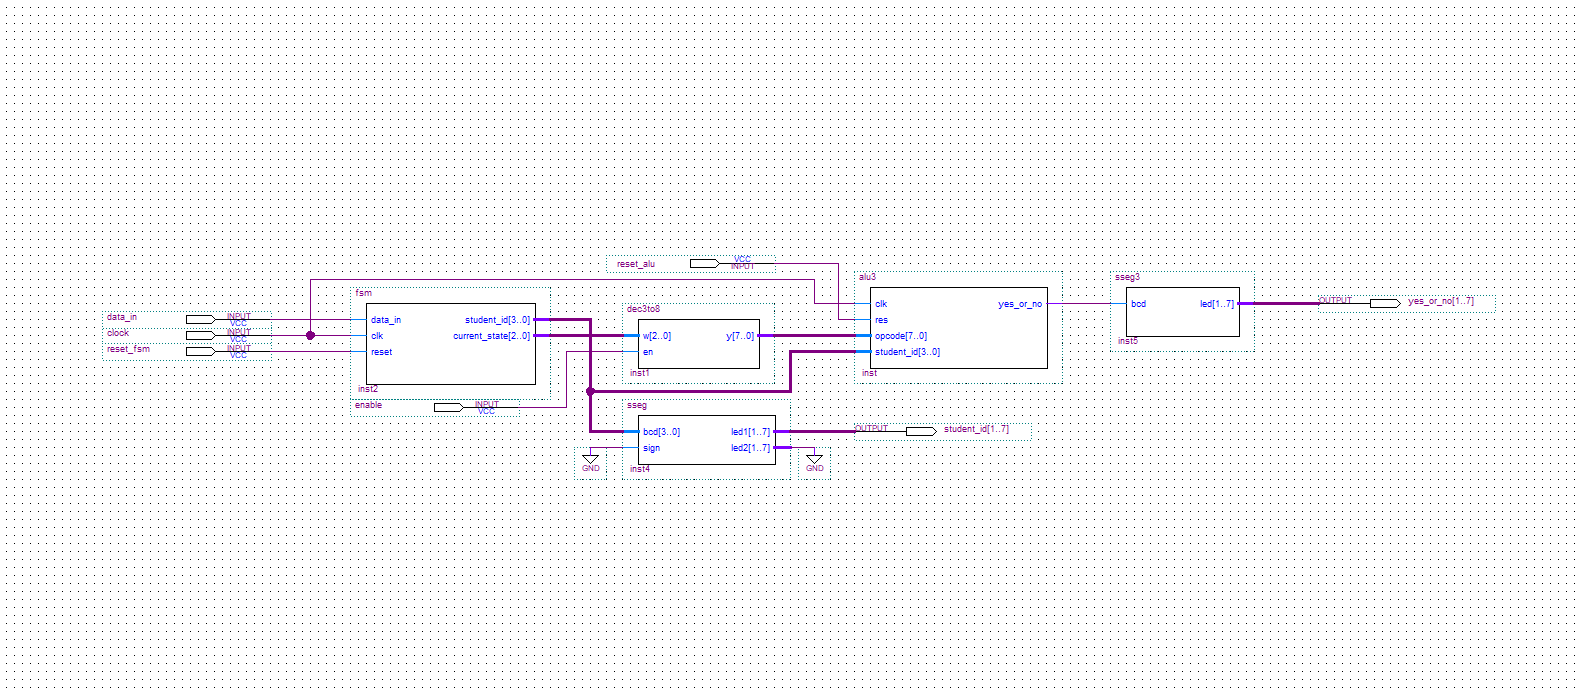 reset_alu
VCC
INPUT
alu3
clk
res
opcode[7..0]
student_id[3..0]
yes_or_no
inst
sseg3
bcd
led[1..7]
inst5
OUTPUT
yes_or_no[1..7]
data_in
INPUT
VCC
clock
INPUT
VCC
reset_fsm
INPUT
VCC
fsm
data_in
clk
reset
student_id[3..0]
current_state[2..0]
inst2
dec3to8
w[2..0]
en
y[7..0]
inst1
enable
INPUT
VCC
sseg
bcd[3..0]
sign
led1[1..7]
led2[1..7]
inst4
GND
GND
OUTPUT
student_id[1..7]